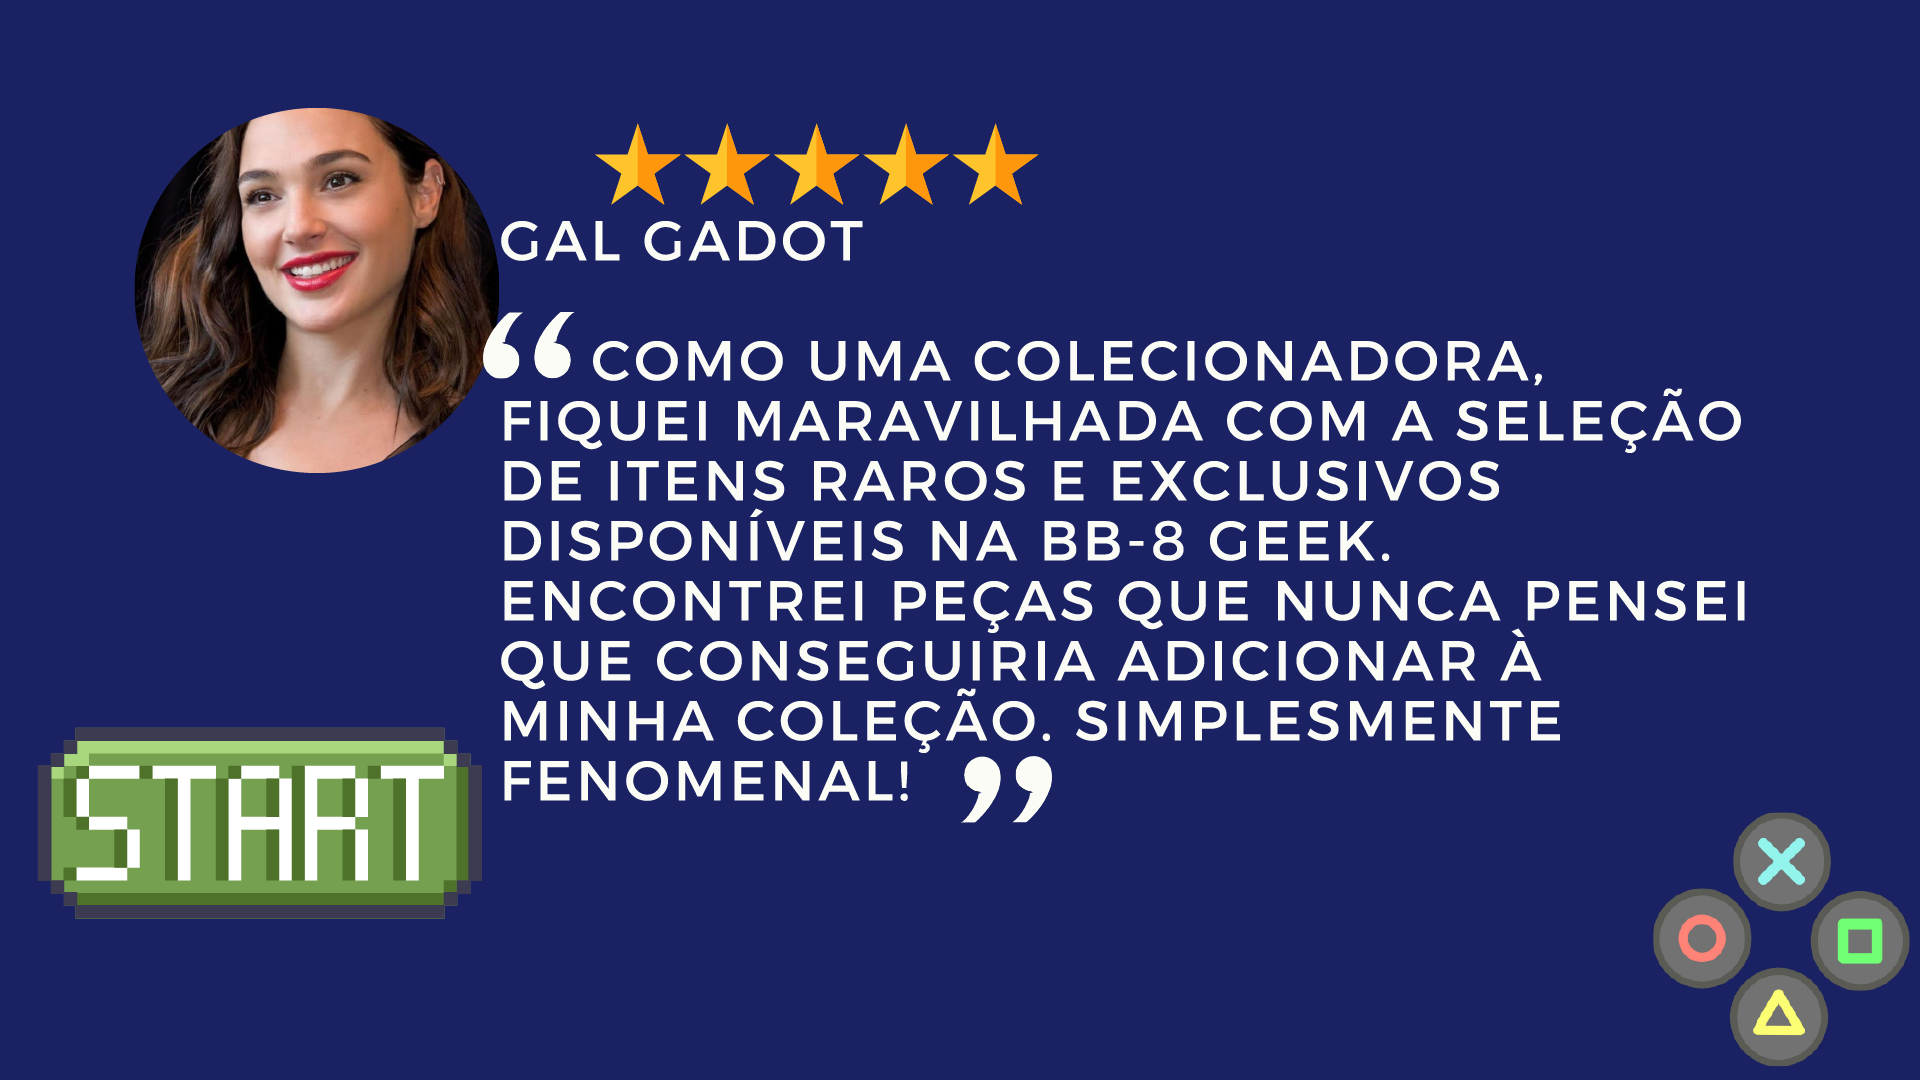 GAL GADOT
“ COMO UMA COLECIONADORA,
FIQUEI MARAVILHADA COM A SELEÇÃO
DE ITENS RAROS E EXCLUSIVOS
DISPONÍVEIS NA BB-8 GEEK.
ENCONTREI PEÇAS QUE NUNCA PENSEI
QUE CONSEGUIRIA ADICIONAR À
MINHA COLEÇÃO. SIMPLESMENTE
FENOMENAL! ”
START